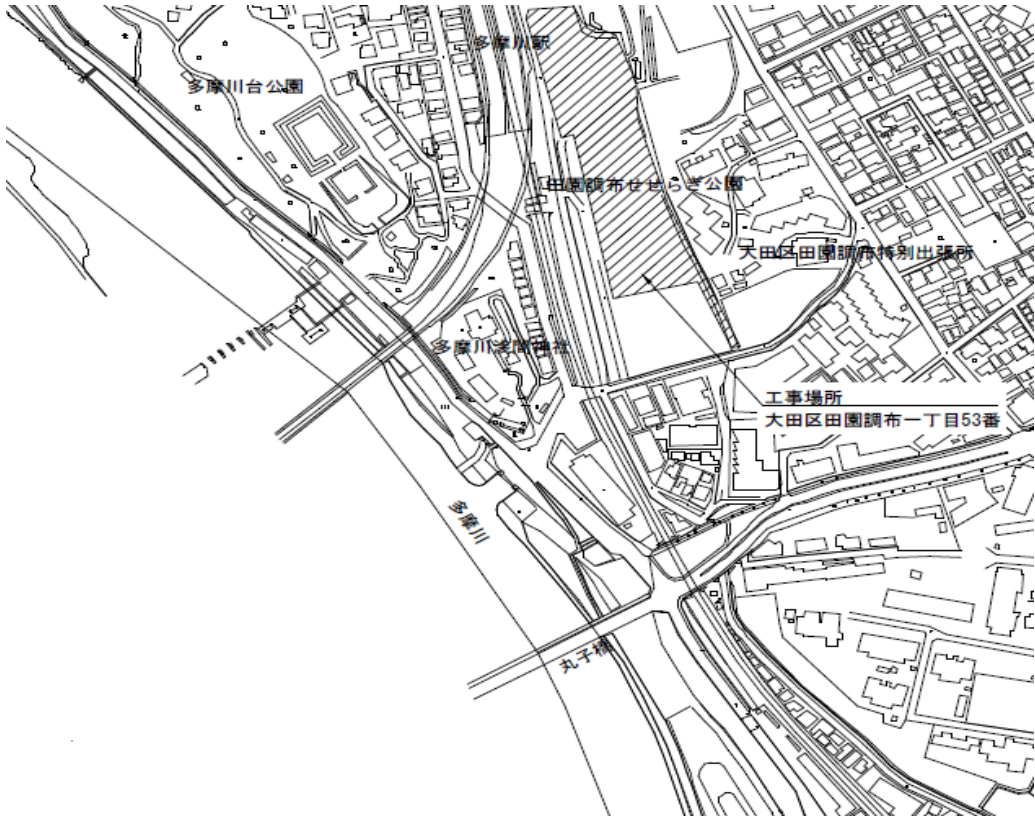 多摩川駅
多摩川台公園
田園調布せせらぎ公園
大田区田園調布特別出張所
多摩川浅間神社
工事場所
大田区田園調布一丁目53番
多摩川
丸子橋